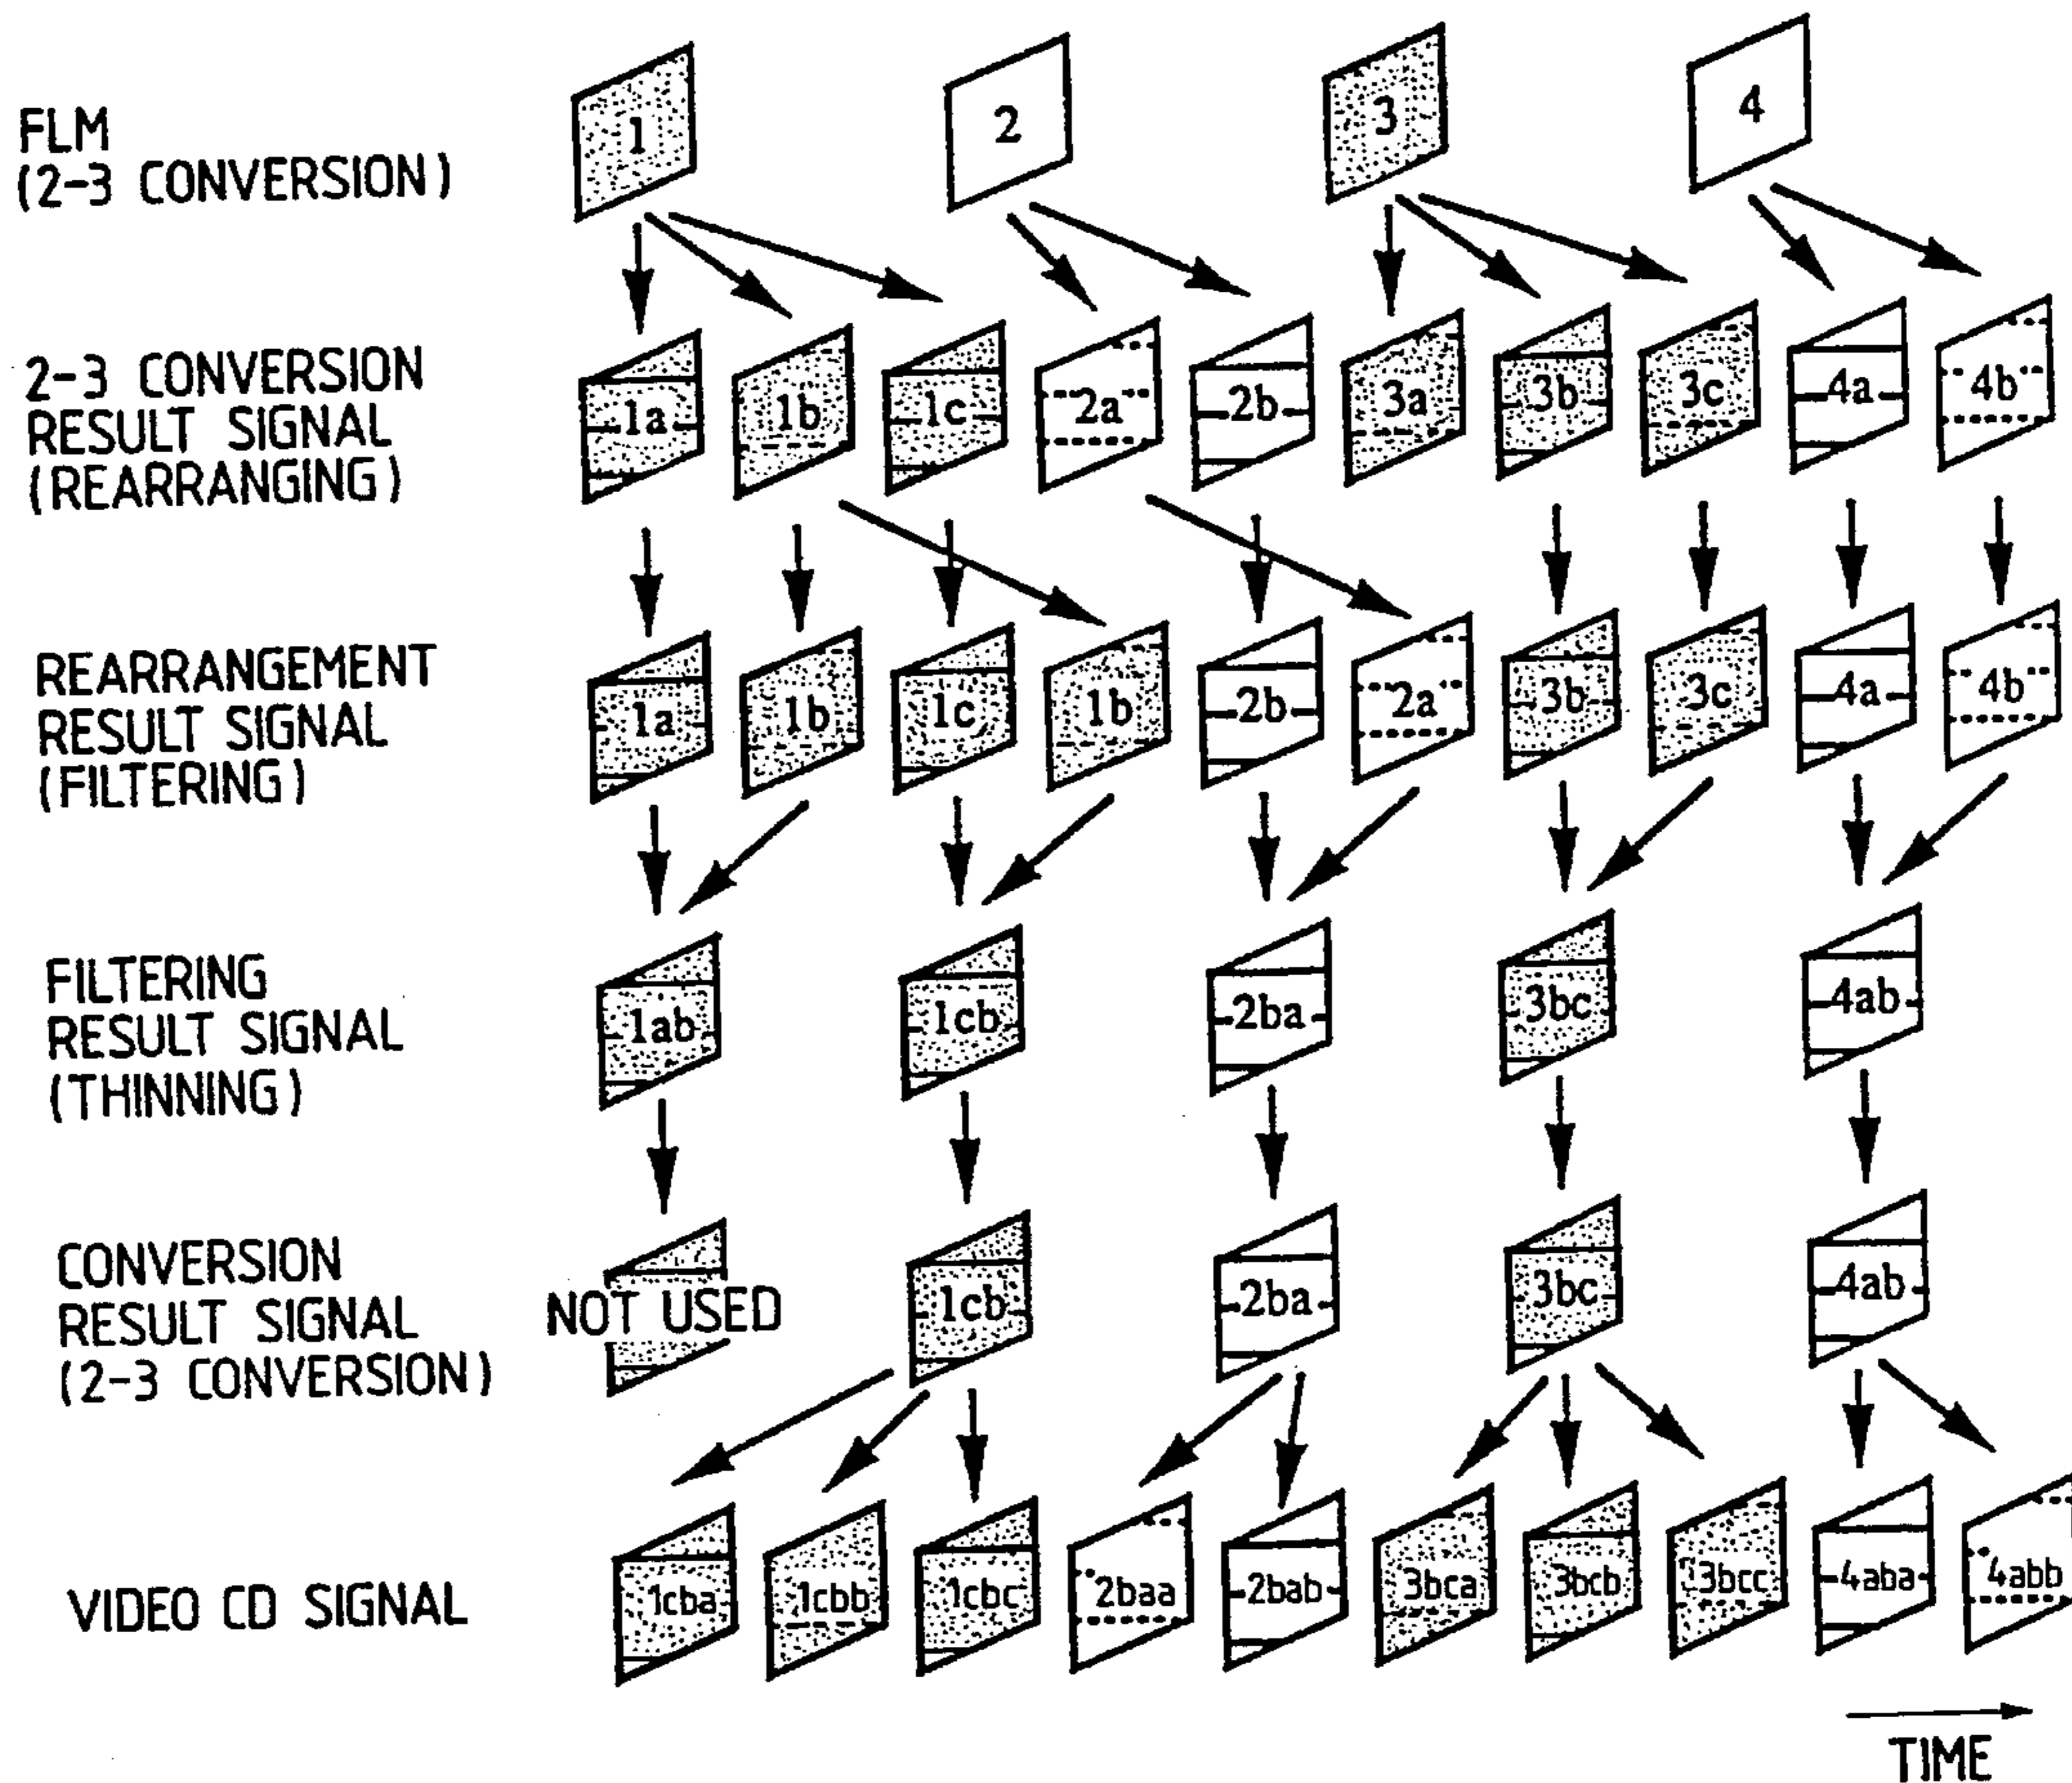 FLM
(2-3 CONVERSION)
1 2 3 4
2-3 CONVERSION
RESULT SIGNAL
(REARRANGING)
1a 1b 1c 2a 2b 3a 3b 3c 4a 4b
REARRANGEMENT
RESULT SIGNAL
(FILTERING)
1a 1b 1c 1b 2b 2a 3b 3c 4a 4b
FILTERING
RESULT SIGNAL
(THINNING)
1ab 1cb 2ba 3bc 4ab
CONVERSION
RESULT SIGNAL
(2-3 CONVERSION)
NOT USED 1cb 2ba 3bc 4ab
VIDEO CD SIGNAL
1cba 1cbb 1cbc 2baa 2bab 3bca 3bcb 3bcc 4aba 4abb
TIME